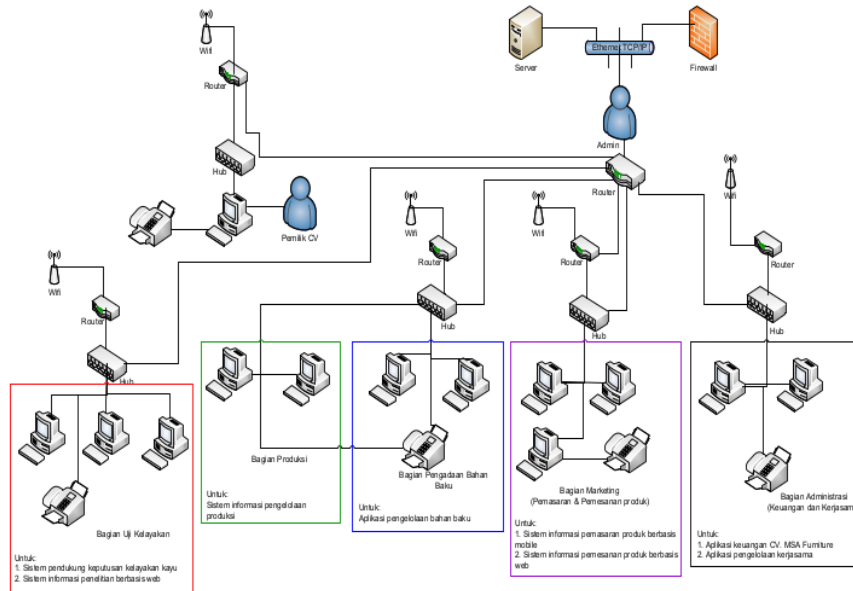 Wifi
Router
Hub
Pemilik CV
Server
Ethernet TCP/IP
Firewall
Admin
Router
Wifi
Router
Hub
Wifi
Router
Hub
Wifi
Router
Hub
Wifi
Router
Hub
Bagian Uji Kelayakan
Untuk:
1. Sistem pendukung keputusan kelayakan kayu
2. Sistem informasi penelitian berbasis web
Bagian Produksi
Untuk:
Sistem informasi pengelolaan
produksi
Bagian Pengadaan Bahan
Baku
Untuk:
Aplikasi pengelolaan bahan baku
Bagian Marketing
(Pemasaran & Pemesanan produk)
Untuk:
1. Sistem informasi pemasaran produk berbasis
mobile
2. Sistem informasi pemesanan produk berbasis
web
Bagian Administrasi
(Keuangan dan Kerjasam
Untuk:
1. Aplikasi keuangan CV. MSA Furniture
2. Aplikasi pengelolaan kerjasama